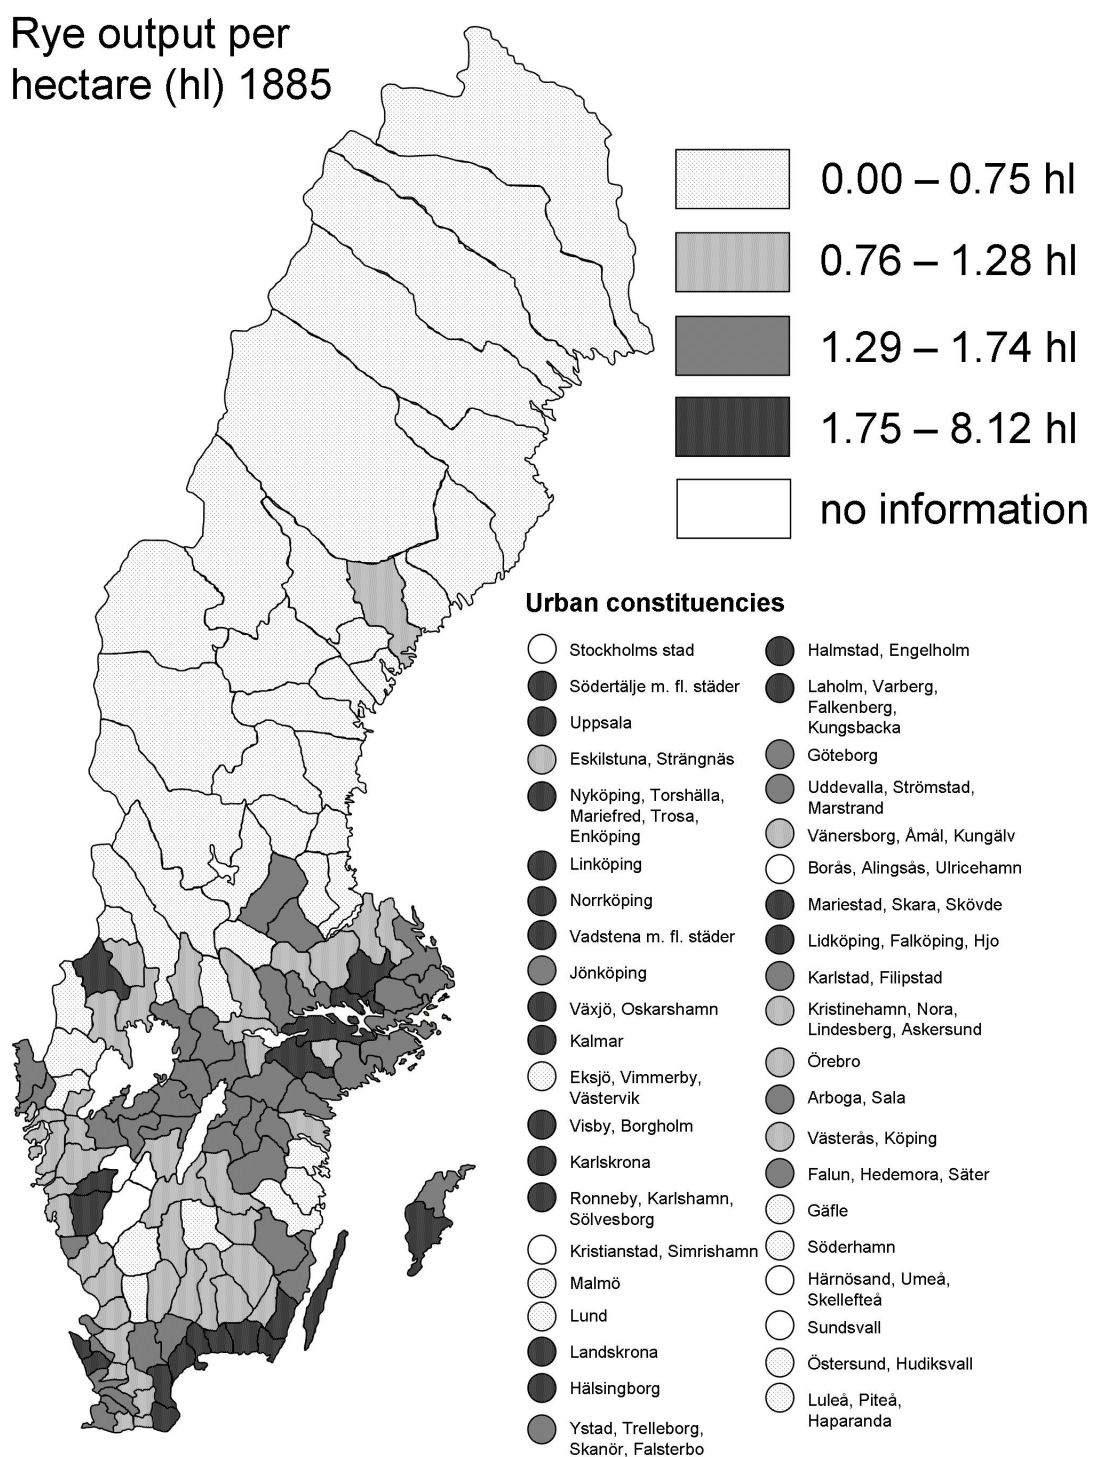 Rye output per
hectare (hl) 1885
0.00 – 0.75 hl
0.76 – 1.28 hl
1.29 – 1.74 hl
1.75 – 8.12 hl
no information
Urban constituencies
Stockholms stad
Södertälje m. fl. städer
Uppsala
Eskilstuna, Strängnäs
Nyköping, Torshälla,
Mariefred, Trosa,
Enköping
Linköping
Norrköping
Vadstena m. fl. städer
Jönköping
Växjö, Oskarshamn
Kalmar
Eksjö, Vimmerby,
Västervik
Visby, Borgholm
Karlskrona
Ronneby, Karlshamn,
Sölvesborg
Kristianstad, Simrishamn
Malmö
Lund
Landskrona
Hälsingborg
Ystad, Trelleborg,
Skanör, Falsterbo
Halmstad, Engelholm
Laholm, Varberg,
Falkenberg,
Kungsbacka
Göteborg
Uddevalla, Strömstad,
Marstrand
Vänersborg, Åmål, Kungälv
Borås, Alingsås, Ulricehamn
Mariestad, Skara, Skövde
Lidköping, Falköping, Hjo
Karlstad, Filipstad
Kristinehamn, Nora,
Lindesberg, Askersund
Örebro
Arboga, Sala
Västerås, Köping
Falun, Hedemora, Säter
Gäfle
Söderhamn
Härnösand, Umeå,
Skellefteå
Sundsvall
Östersund, Hudiksvall
Luleå, Piteå,
Haparanda